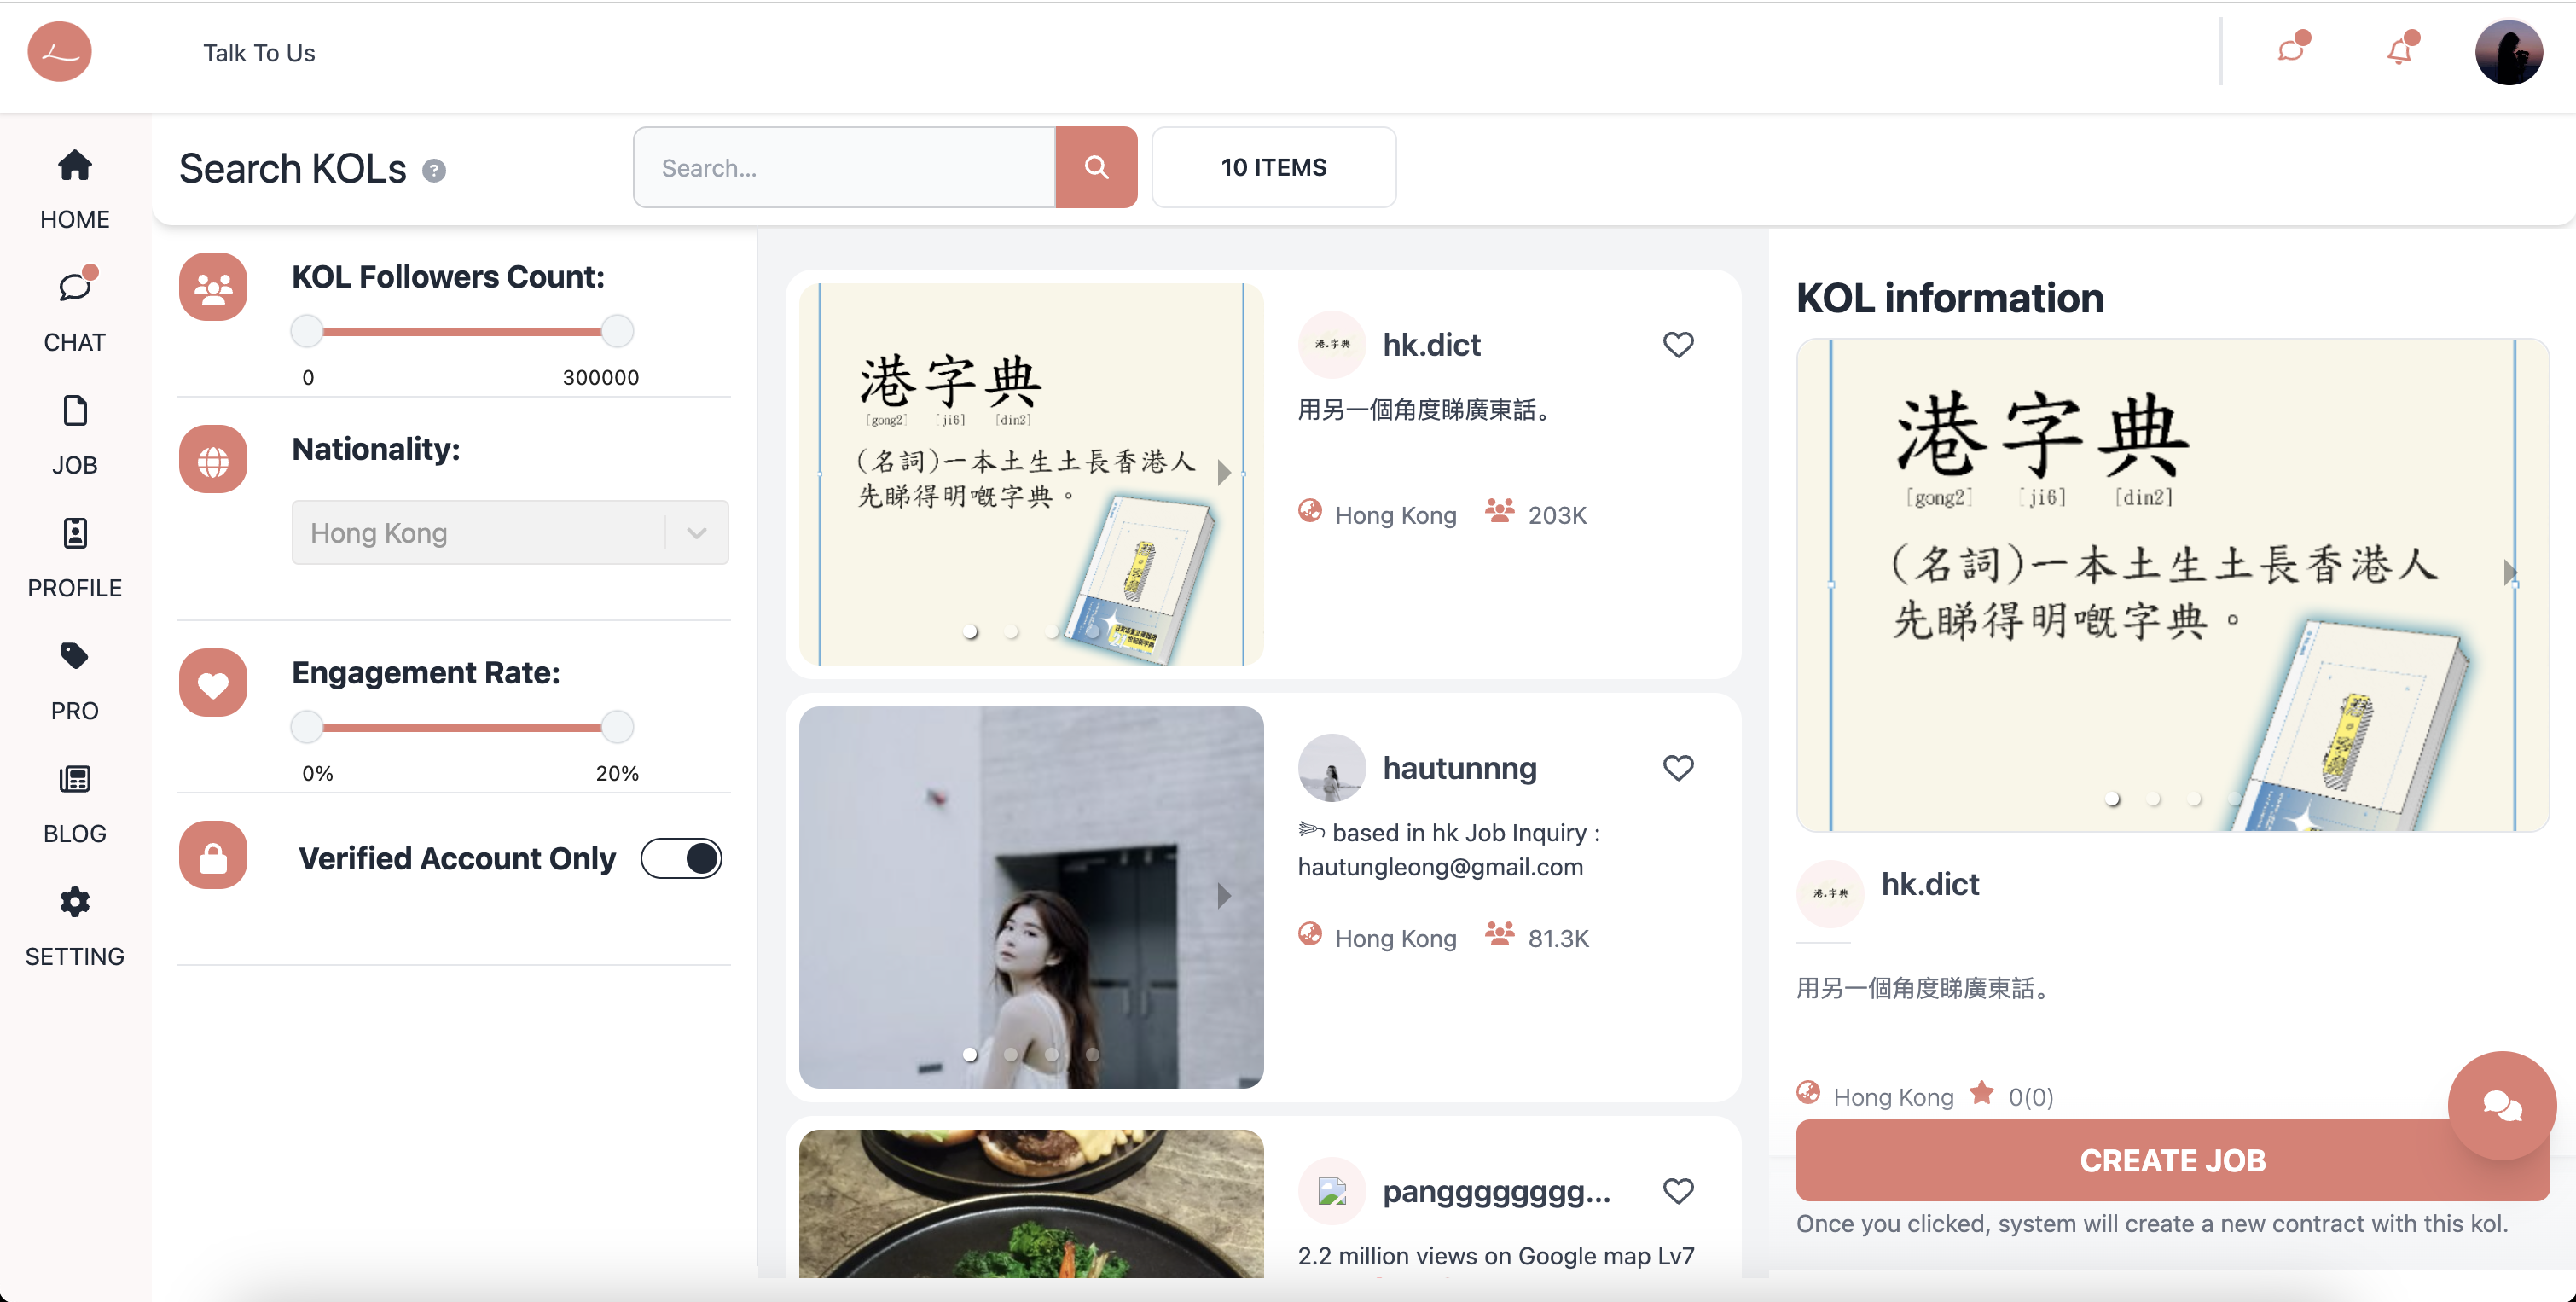 Talk To Us
HOME
CHAT
JOB
PROFILE
PRO
BLOG
SETTING
Search KOLs ?
Search...
10 ITEMS
KOL Followers Count:
0 300000
Nationality:
Hong Kong
Engagement Rate:
0% 20%
Verified Account Only
港字典
[gong2] [ji6] [din2]
(名詞)一本土生土長香港人
先睇得明嘅字典。
港.字典
hk.dict
用另一個角度睇廣東話。
Hong Kong 203K
hautunnng
based in hk Job Inquiry :
hautungleong@gmail.com
Hong Kong 81.3K
panggggggggg...
2.2 million views on Google map Lv7
KOL information
港字典
[gong2] [ji6] [din2]
(名詞)一本土生土長香港人
先睇得明嘅字典。
港.字典
hk.dict
用另一個角度睇廣東話。
Hong Kong 0(0)
CREATE JOB
Once you clicked, system will create a new contract with this kol.